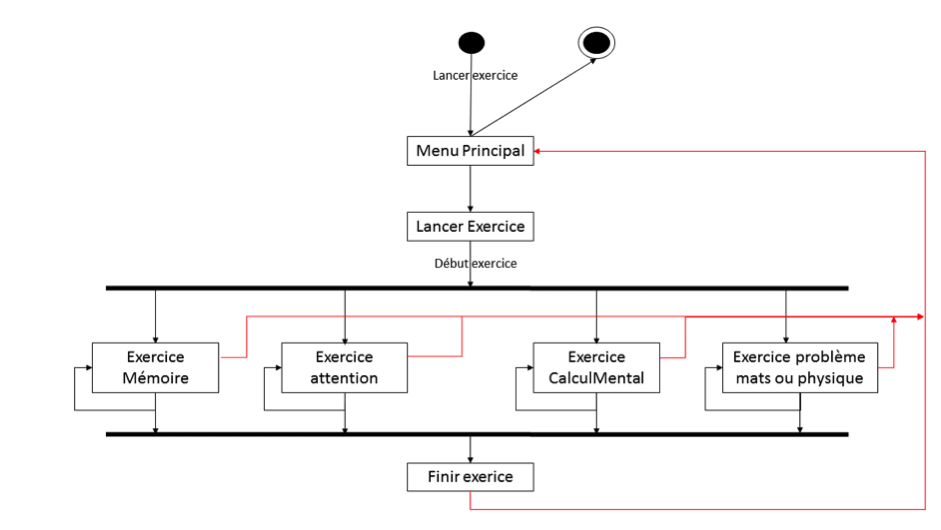 Lancer exercice
Menu Principal
Lancer Exercice
Début exercice
Exercice
Mémoire
Exercice
attention
Exercice
CalculMental
Exercice problème
mats ou physique
Finir exerice